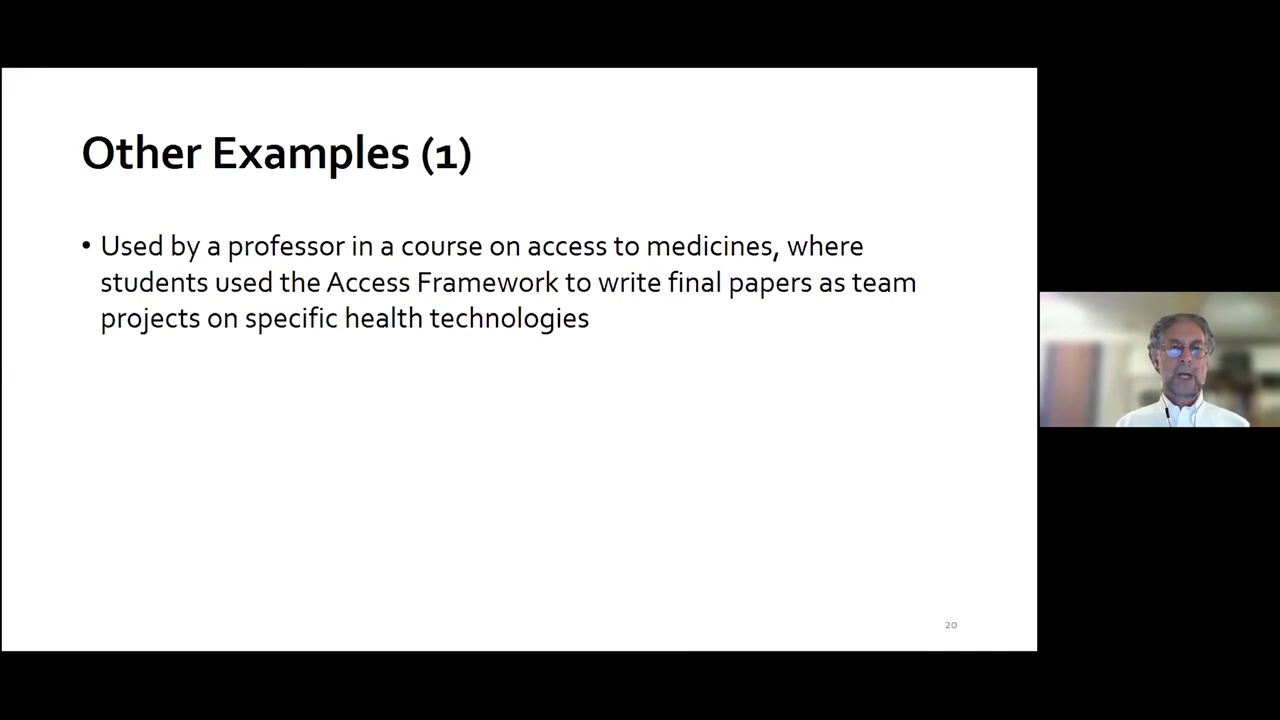 Other Examples (1)
• Used by a professor in a course on access to medicines, where
students used the Access Framework to write final papers as team
projects on specific health technologies
20